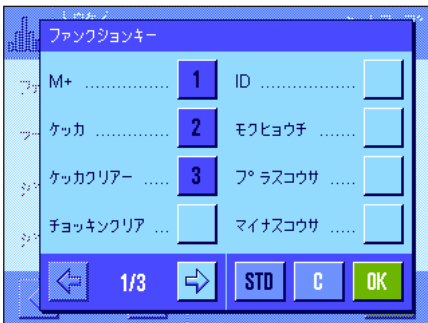 ファンクションキー
M+ .............. 1
ID ..................
ケッカ .............. 2
モクヒョウチ .......
ケッカクリアー ..... 3
プラスコウサ .....
チョッキンクリア ...
マイナスコウサ .....
1/3
STD
C
OK